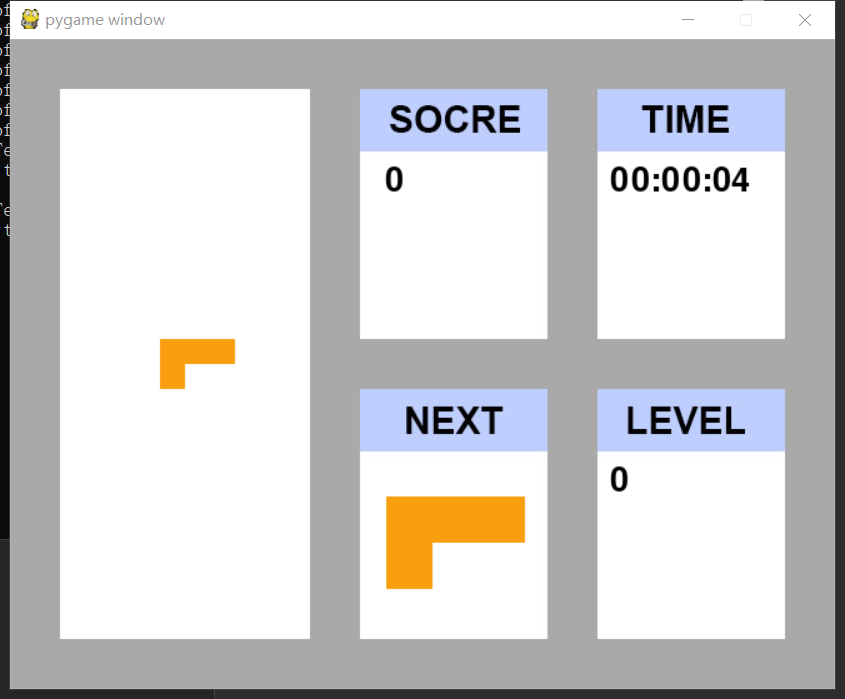 pygame window
SOCRE
0
TIME
00:00:04
NEXT
LEVEL
0